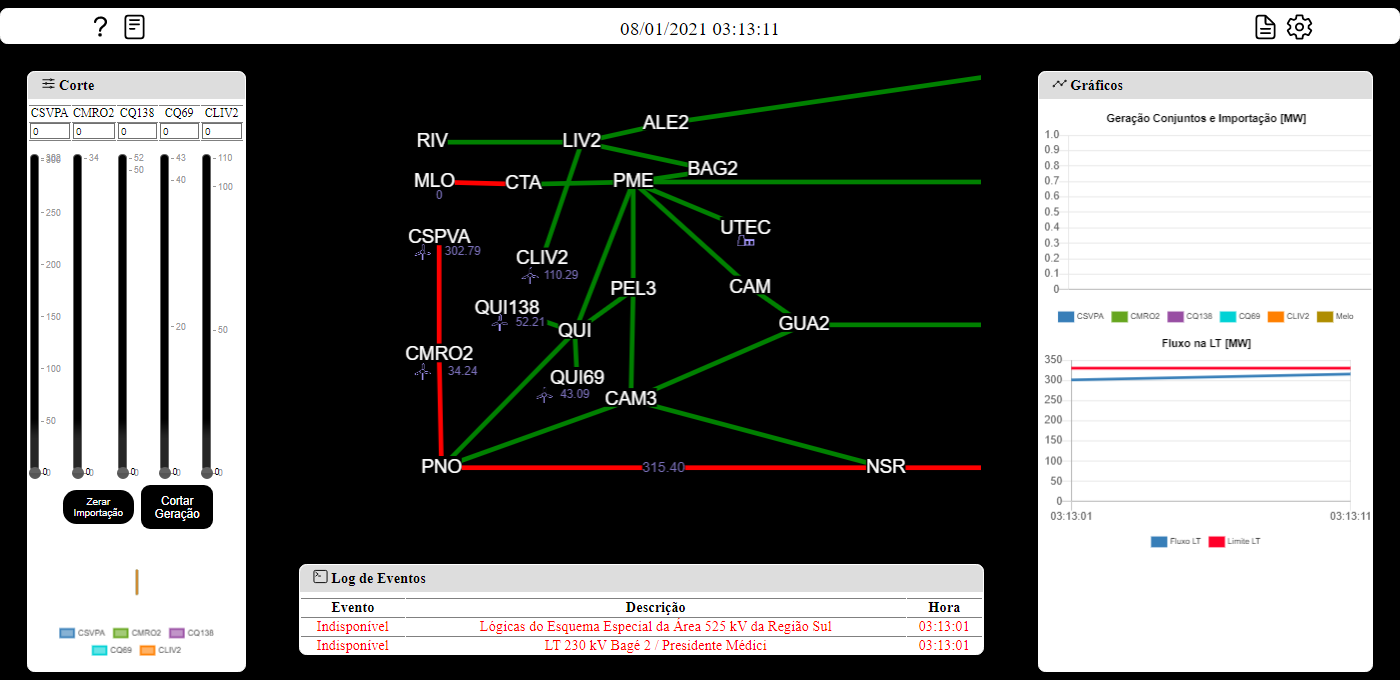 ?
08/01/2021 03:13:11
Corte
CSVPA CMRO2 CQ138 CQ69 CLIV2
0 0 0 0 0
302 34 52 43 110
300 50 40 100
250
200
150 20 50
100
50
0 0 0 0 0
Zerar
Importação
Cortar
Geração
CSVPA CMRO2 CQ138
CQ69 CLIV2
ALE2
RIV LIV2
BAG2
MLO CTA PME
0
UTEC
CSPVA
302.79
CLIV2
110.29
PEL3 CAM
QUI138
52.21
QUI GUA2
CMRO2
34.24
QUI69
43.09
CAM3
PNO 315.40 NSR
Log de Eventos
Evento Descrição Hora
Indisponível Lógicas do Esquema Especial da Área 525 kV da Região Sul 03:13:01
Indisponível LT 230 kV Bagé 2 / Presidente Médici 03:13:01
Gráficos
Geração Conjuntos e Importação [MW]
1.0
0.9
0.8
0.7
0.6
0.5
0.4
0.3
0.2
0.1
0
CSVPA CMRO2 CQ138 CQ69 CLIV2 Melo
Fluxo na LT [MW]
350
300
250
200
150
100
50
0
03:13:01 03:13:11
Fluxo LT Limite LT